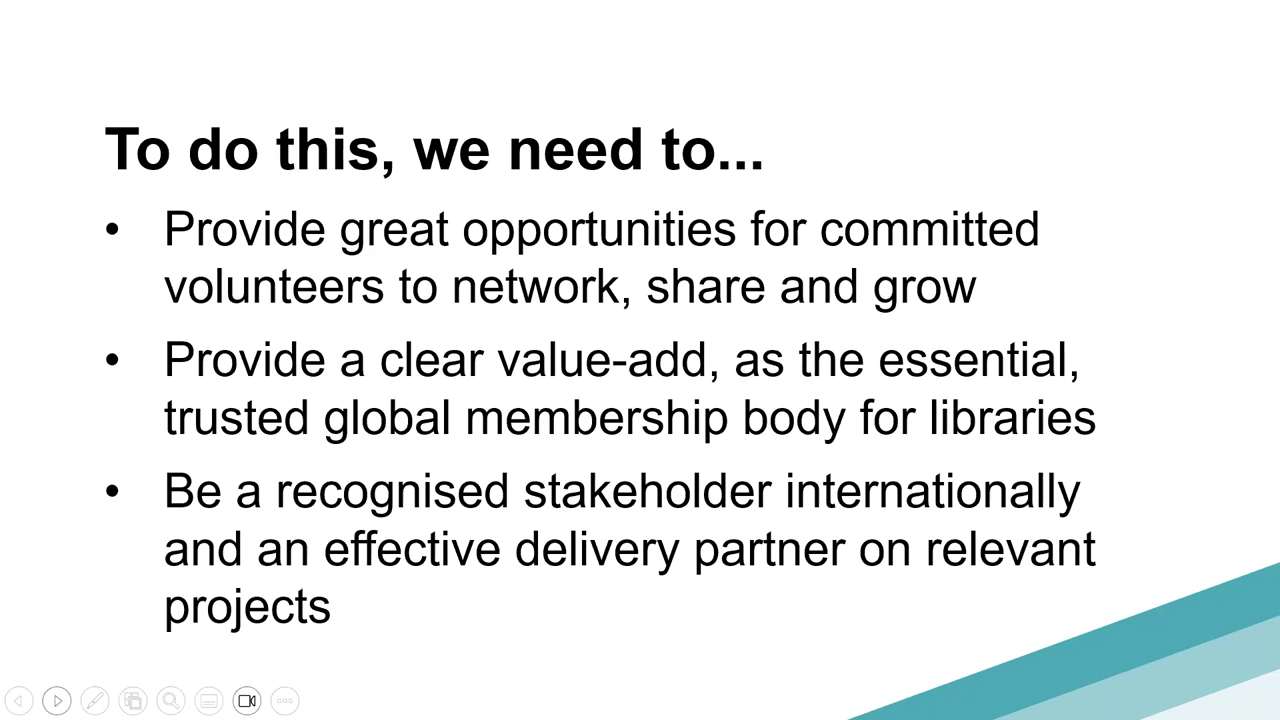 To do this, we need to...
• Provide great opportunities for committed
volunteers to network, share and grow
• Provide a clear value-add, as the essential,
trusted global membership body for libraries
• Be a recognised stakeholder internationally
and an effective delivery partner on relevant
projects